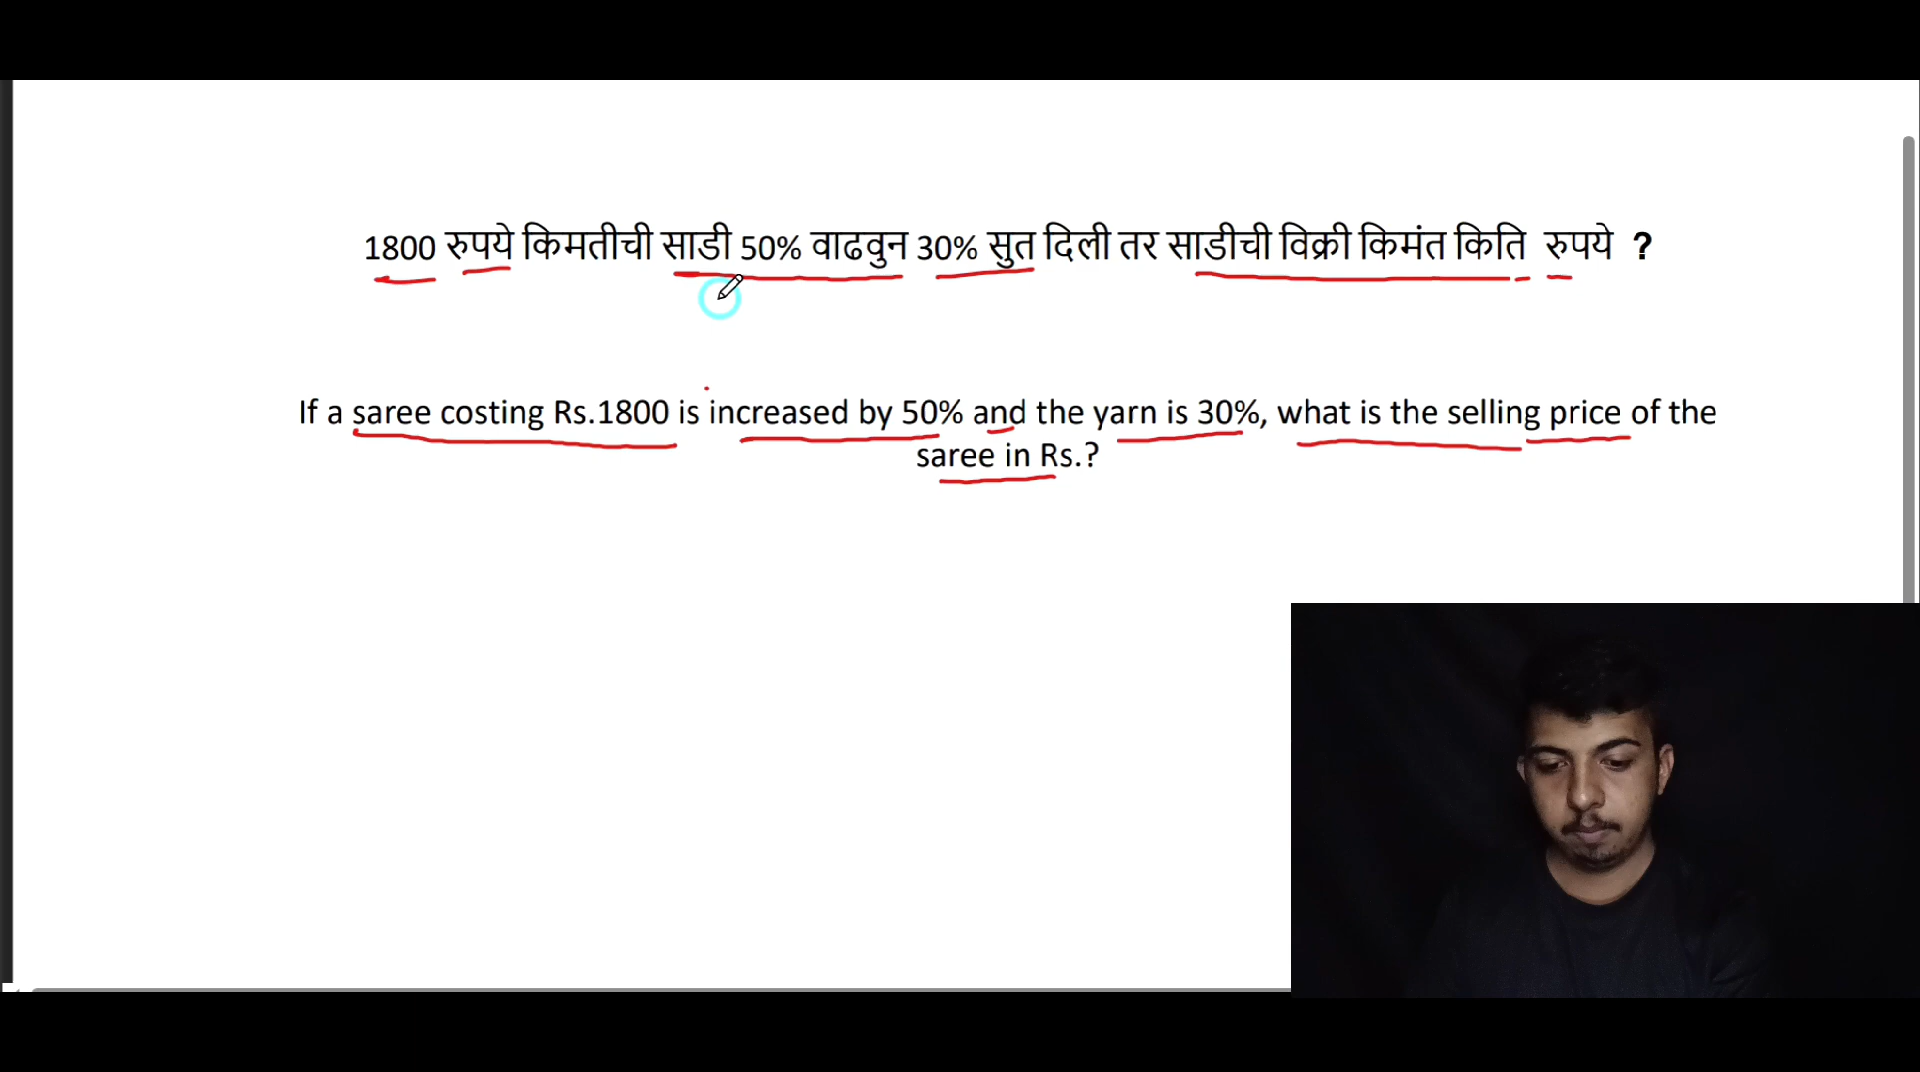 1800 रुपये किमतीची साडी 50% वाढवुन 30% सुत दिली तर साडीची विक्री किमंत किति रुपये ?
If a saree costing Rs.1800 is increased by 50% and the yarn is 30%, what is the selling price of the
saree in Rs.?